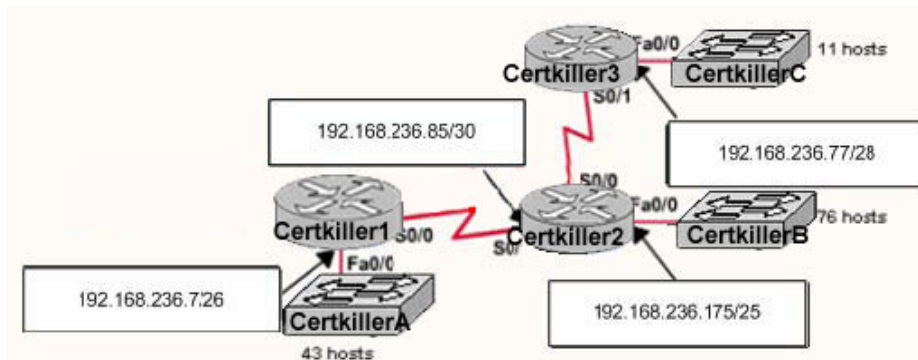 Fa0/0
11 hosts
Certkiller3
CertkillerC
S0/1
192.168.236.85/30
192.168.236.77/28
S0/0
Fa0/0
76 hosts
Certkiller1
S0/0
Certkiller2
CertkillerB
S0/
Fa0/0
192.168.236.7/26
192.168.236.175/25
CertkillerA
43 hosts